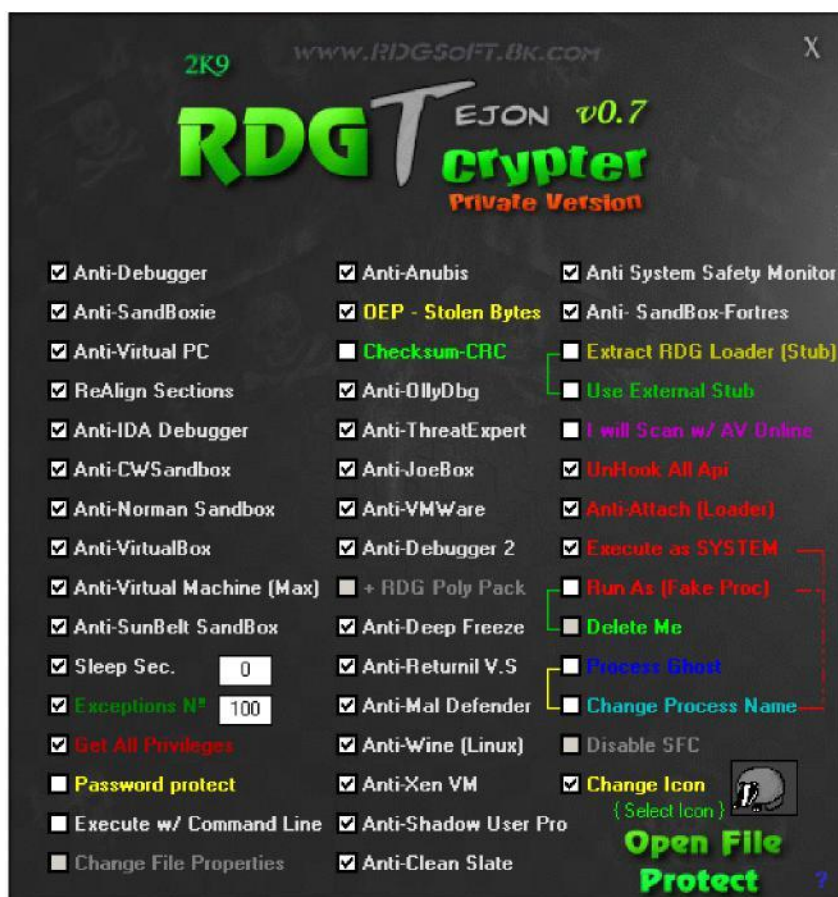 www.RDGSoFT.8K.COM
X
2K9
RDG TEJON v0.7
Crypter
Private Version
Anti-Debugger
Anti-SandBoxie
Anti-Virtual PC
ReAlign Sections
Anti-IDA Debugger
Anti-CWSandbox
Anti-Norman Sandbox
Anti-VirtualBox
Anti-Virtual Machine (Max)
Anti-SunBelt SandBox
Sleep Sec. 0
Exceptions Nº 100
Get All Privileges
Password protect
Execute w/ Command Line
Change File Properties
Anti-Anubis
OEP - Stolen Bytes
Checksum-CRC
Anti-OllyDbg
Anti-ThreatExpert
Anti-JoeBox
Anti-VMWare
Anti-Debugger 2
+ RDG Poly Pack
Anti-Deep Freeze
Anti-Returnil V.S
Anti-Mal Defender
Anti-Wine (Linux)
Anti-Xen VM
Anti-Shadow User Pro
Anti-Clean Slate
Anti System Safety Monitor
Anti- SandBox-Fortres
Extract RDG Loader (Stub)
Use External Stub
I will Scan w/ AV Online
UnHook All Api
Anti-Attach (Loader)
Execute as SYSTEM
Run As (Fake Proc)
Delete Me
Process Ghost
Change Process Name
Disable SFC
Change Icon
{ Select Icon }
Open File
Protect
?